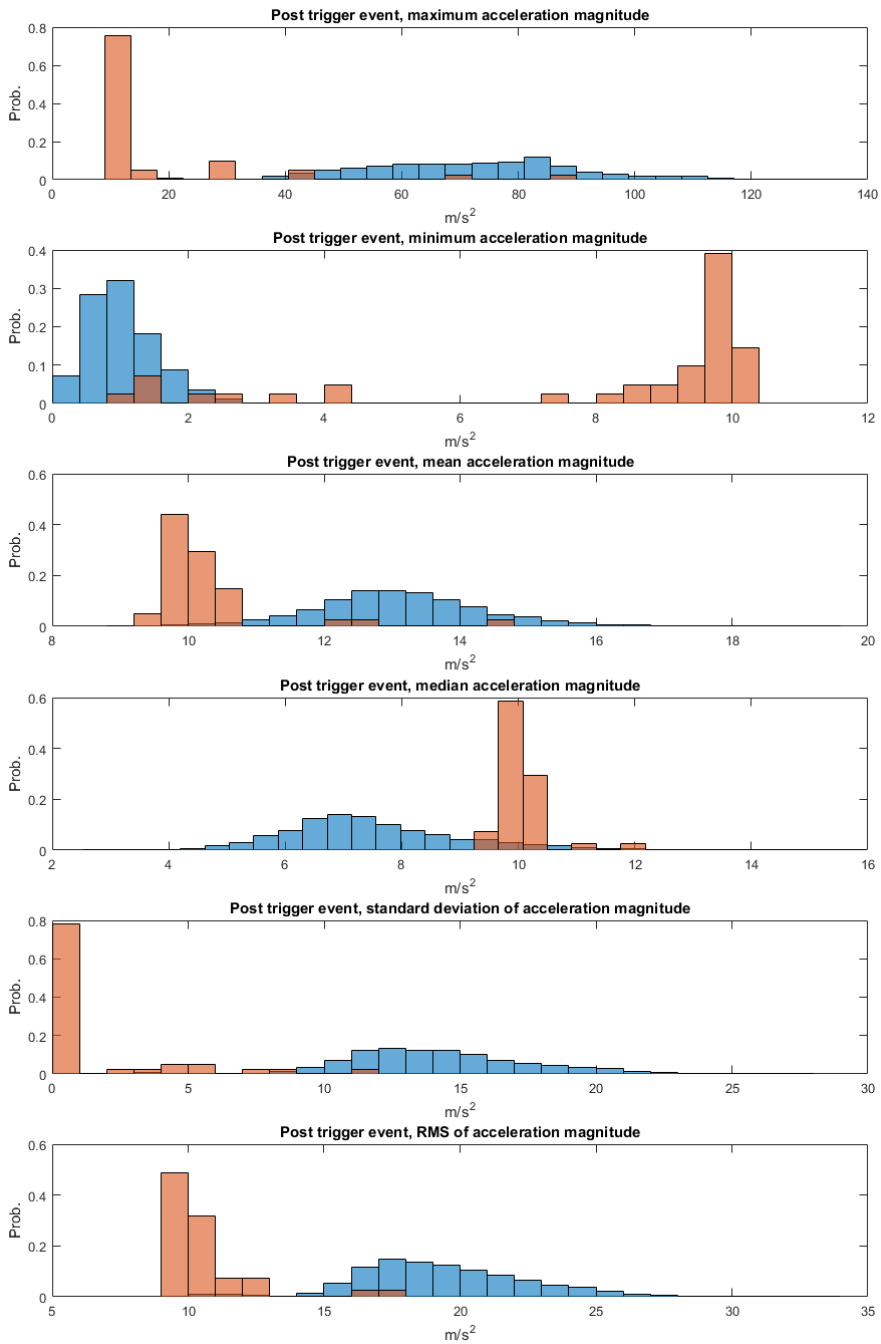 Post trigger event, maximum acceleration magnitude
Prob.
0.8
0.6
0.4
0.2
0
0 20 40 60 80 100 120 140
m/s²
Post trigger event, minimum acceleration magnitude
Prob.
0.4
0.3
0.2
0.1
0
0 2 4 6 8 10 12
m/s²
Post trigger event, mean acceleration magnitude
Prob.
0.6
0.4
0.2
0
8 10 12 14 16 18 20
m/s²
Post trigger event, median acceleration magnitude
Prob.
0.6
0.4
0.2
0
2 4 6 8 10 12 14 16
m/s²
Post trigger event, standard deviation of acceleration magnitude
Prob.
0.8
0.6
0.4
0.2
0
0 5 10 15 20 25 30
m/s²
Post trigger event, RMS of acceleration magnitude
Prob.
0.6
0.4
0.2
0
5 10 15 20 25 30 35
m/s²